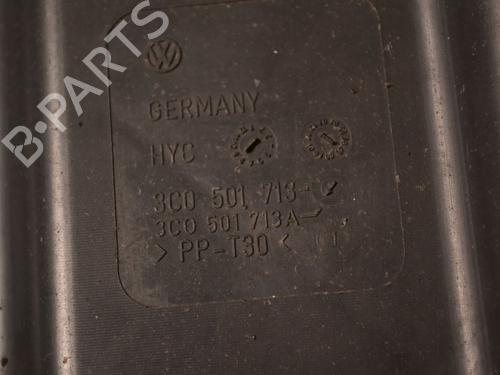 B-PARTS
GERMANY
HYC
3C0 501 713
3C0 501 713A
> PP-T30 <